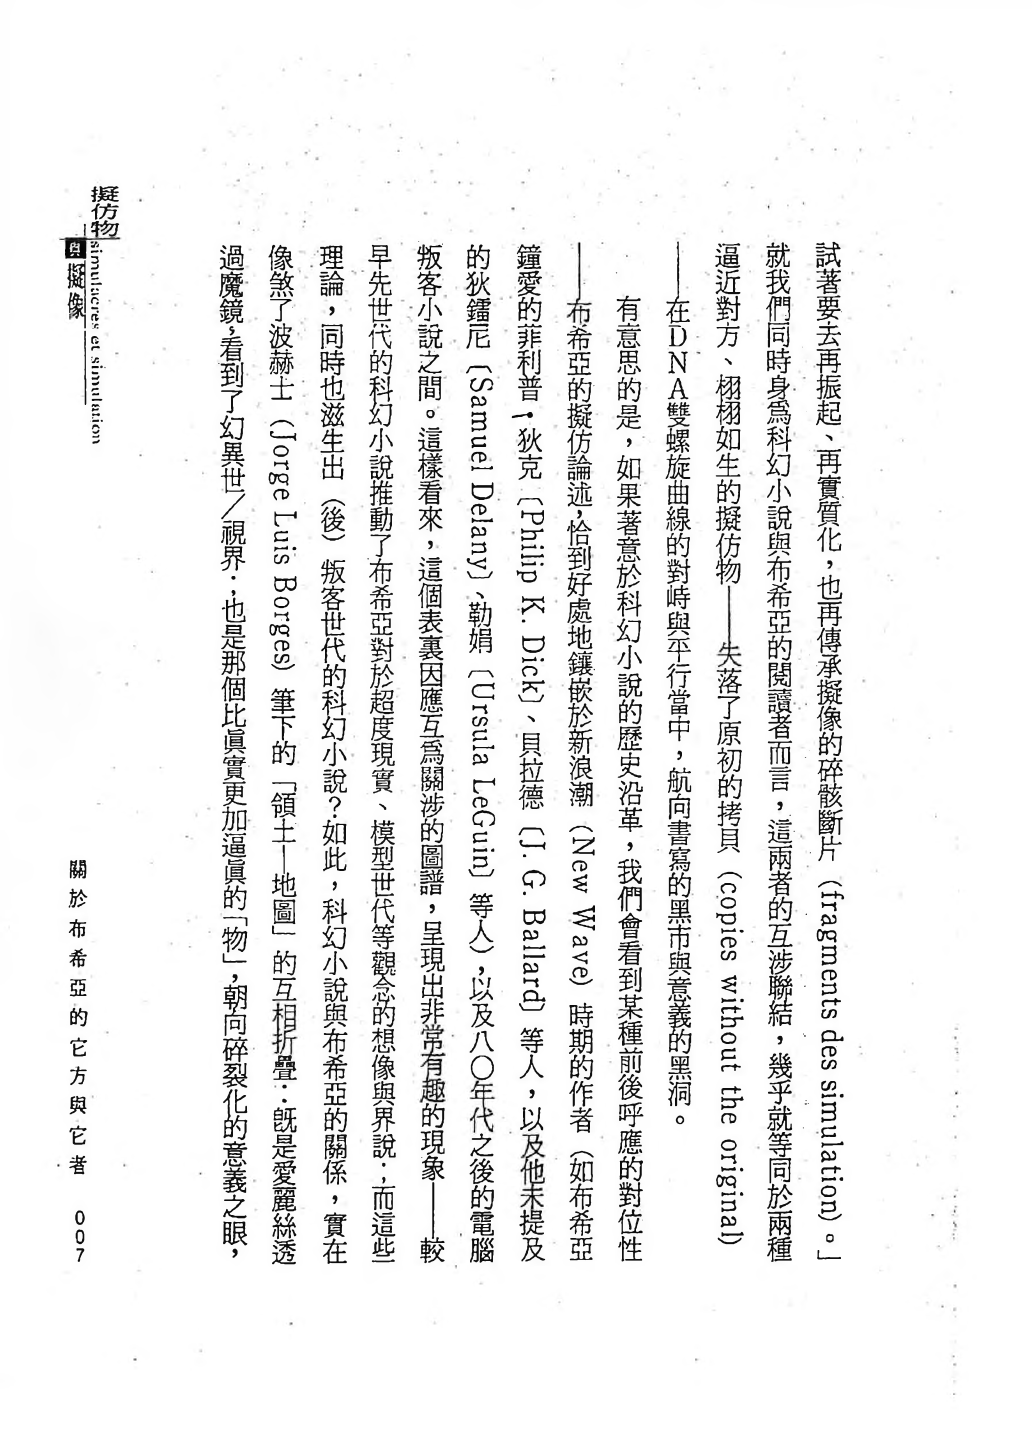 試著要去再振起、再實質化，也再傳承擬像的碎骸斷片（fragments des simulation）。」
就我們同時身為科幻小說與布希亞的閱讀者而言，這兩者的互涉聯結，幾乎就等同於兩種
逼近對方、栩栩如生的擬仿物——失落了原初的拷貝（copies without the original）
——在DNA雙螺旋曲線的對峙與平行當中，航向書寫的黑市與意義的黑洞。
有意思的是，如果著意於科幻小說的歷史沿革，我們會看到某種前後呼應的對位性
——布希亞的擬仿論述，恰到好處地鑲嵌於新浪潮（New Wave）時期的作者（如布希亞
鐘愛的菲利普．狄克〔Philip K. Dick〕、貝拉德〔J. G. Ballard〕等人，以及他未提及
的狄鐳尼〔Samuel Delany〕、勒娟〔Ursula LeGuin〕等人），以及八〇年代之後的電腦
叛客小說之間。這樣看來，這個表裏因應互為關涉的圖譜，呈現出非常有趣的現象——較
早先世代的科幻小說推動了布希亞對於超度現實、模型世代等觀念的想像與界說；而這些
理論，同時也滋生出（後）叛客世代的科幻小說？如此，科幻小說與布希亞的關係，實在
像煞了波赫士（Jorge Luis Borges）筆下的「領土—地圖」的互相折疊：既是愛麗絲透
過魔鏡，看到了幻異世／視界；也是那個比真實更加逼真的「物」，朝向碎裂化的意義之眼，
擬仿物與擬像
simulacres et simulation
關於布希亞的它方與它者 007